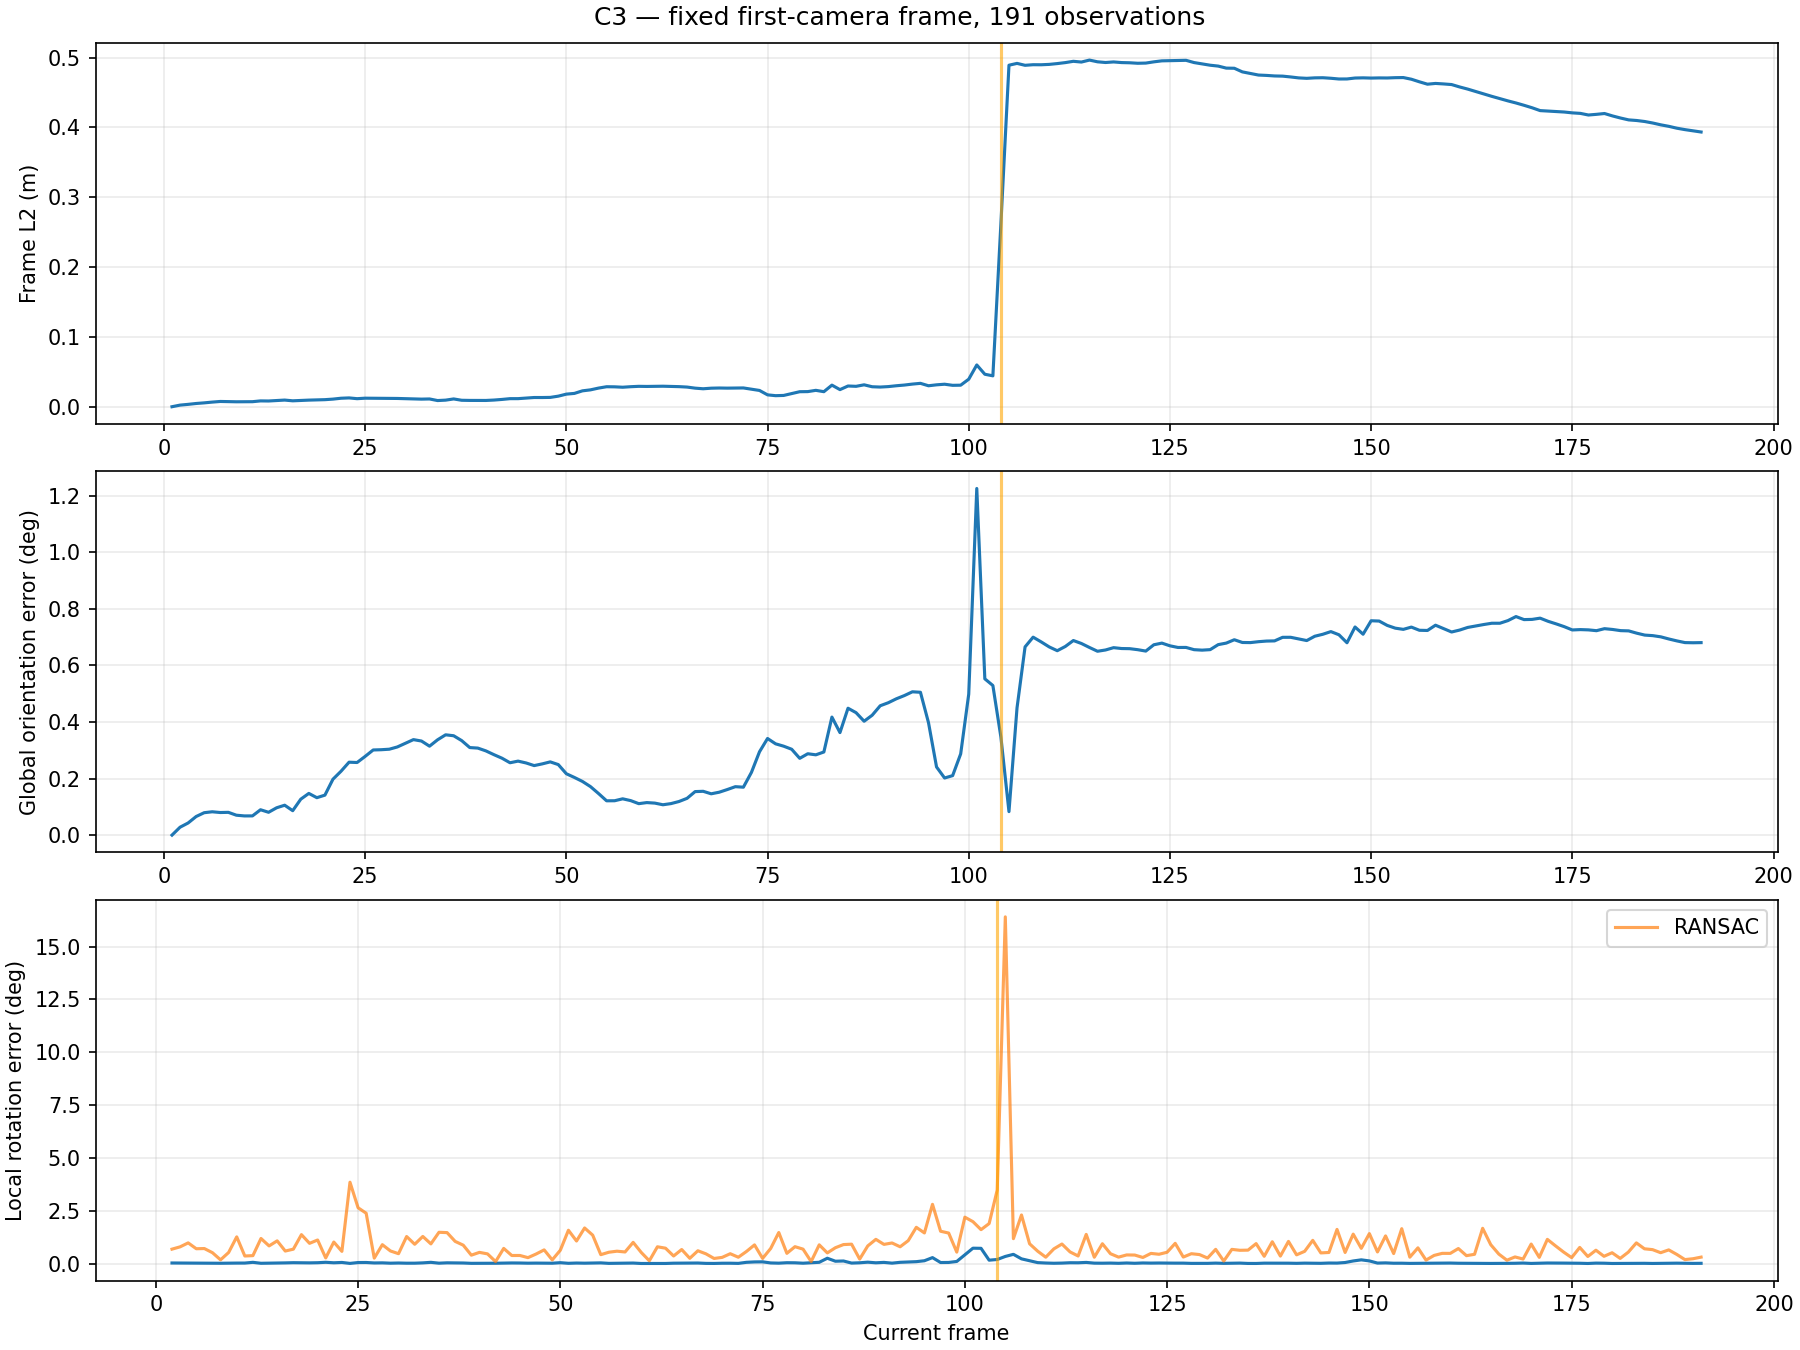 C3 — fixed first-camera frame, 191 observations
Frame L2 (m)
0.5
0.4
0.3
0.2
0.1
0.0
0 25 50 75 100 125 150 175 200
Global orientation error (deg)
1.2
1.0
0.8
0.6
0.4
0.2
0.0
0 25 50 75 100 125 150 175 200
Local rotation error (deg)
15.0
12.5
10.0
7.5
5.0
2.5
0.0
RANSAC
0 25 50 75 100 125 150 175 200
Current frame